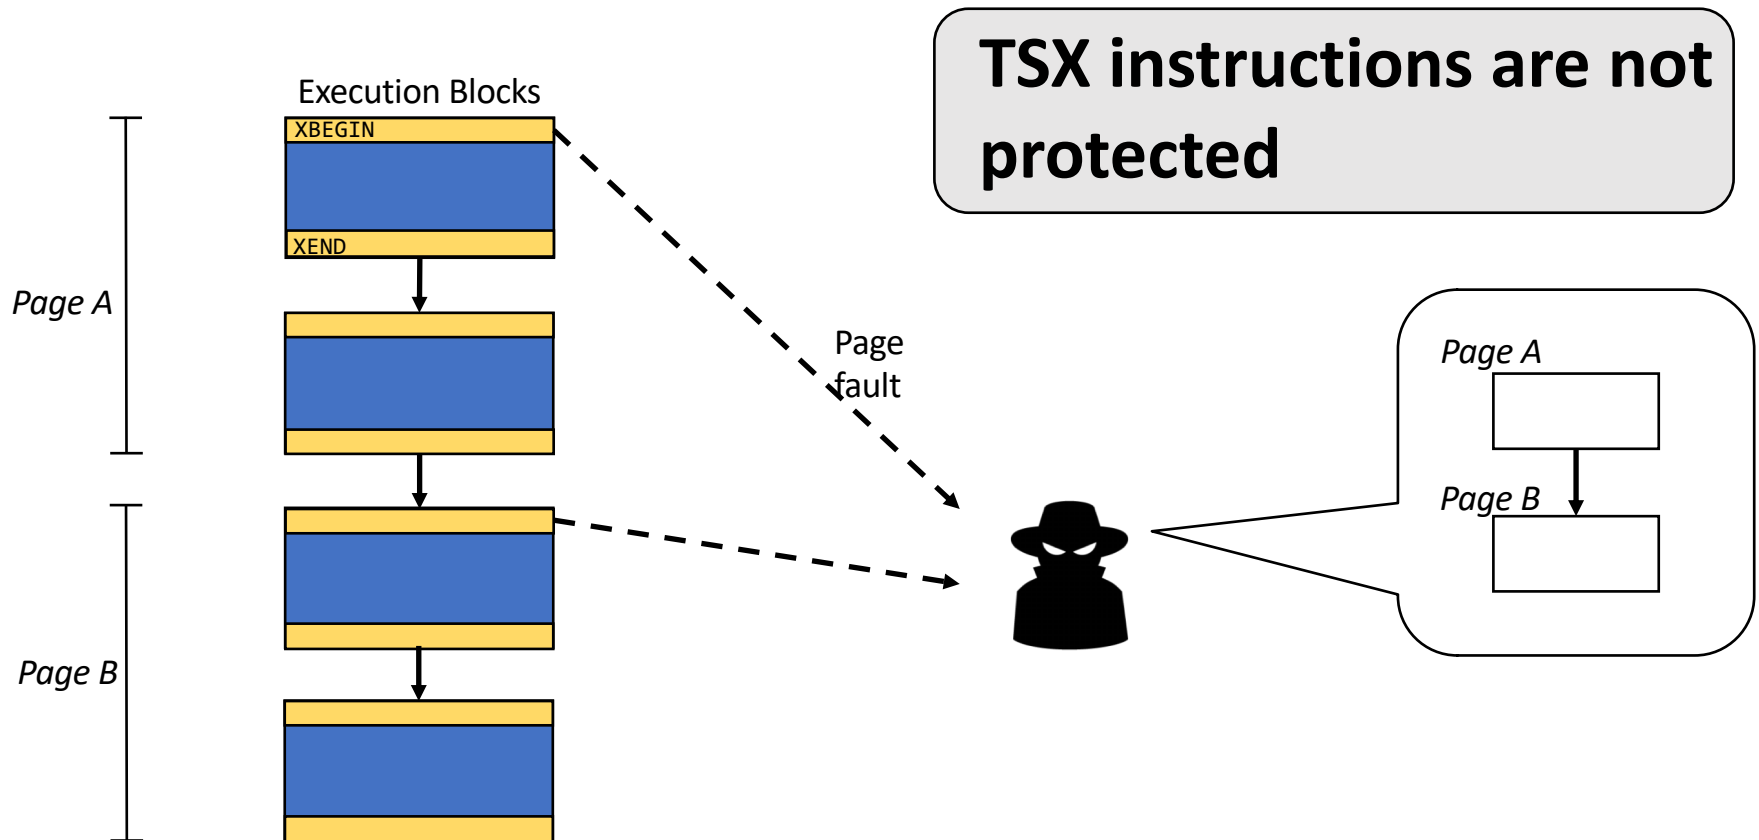 TSX instructions are not
protected
Execution Blocks
XBEGIN
XEND
Page A
Page
fault
Page A
Page B
Page B